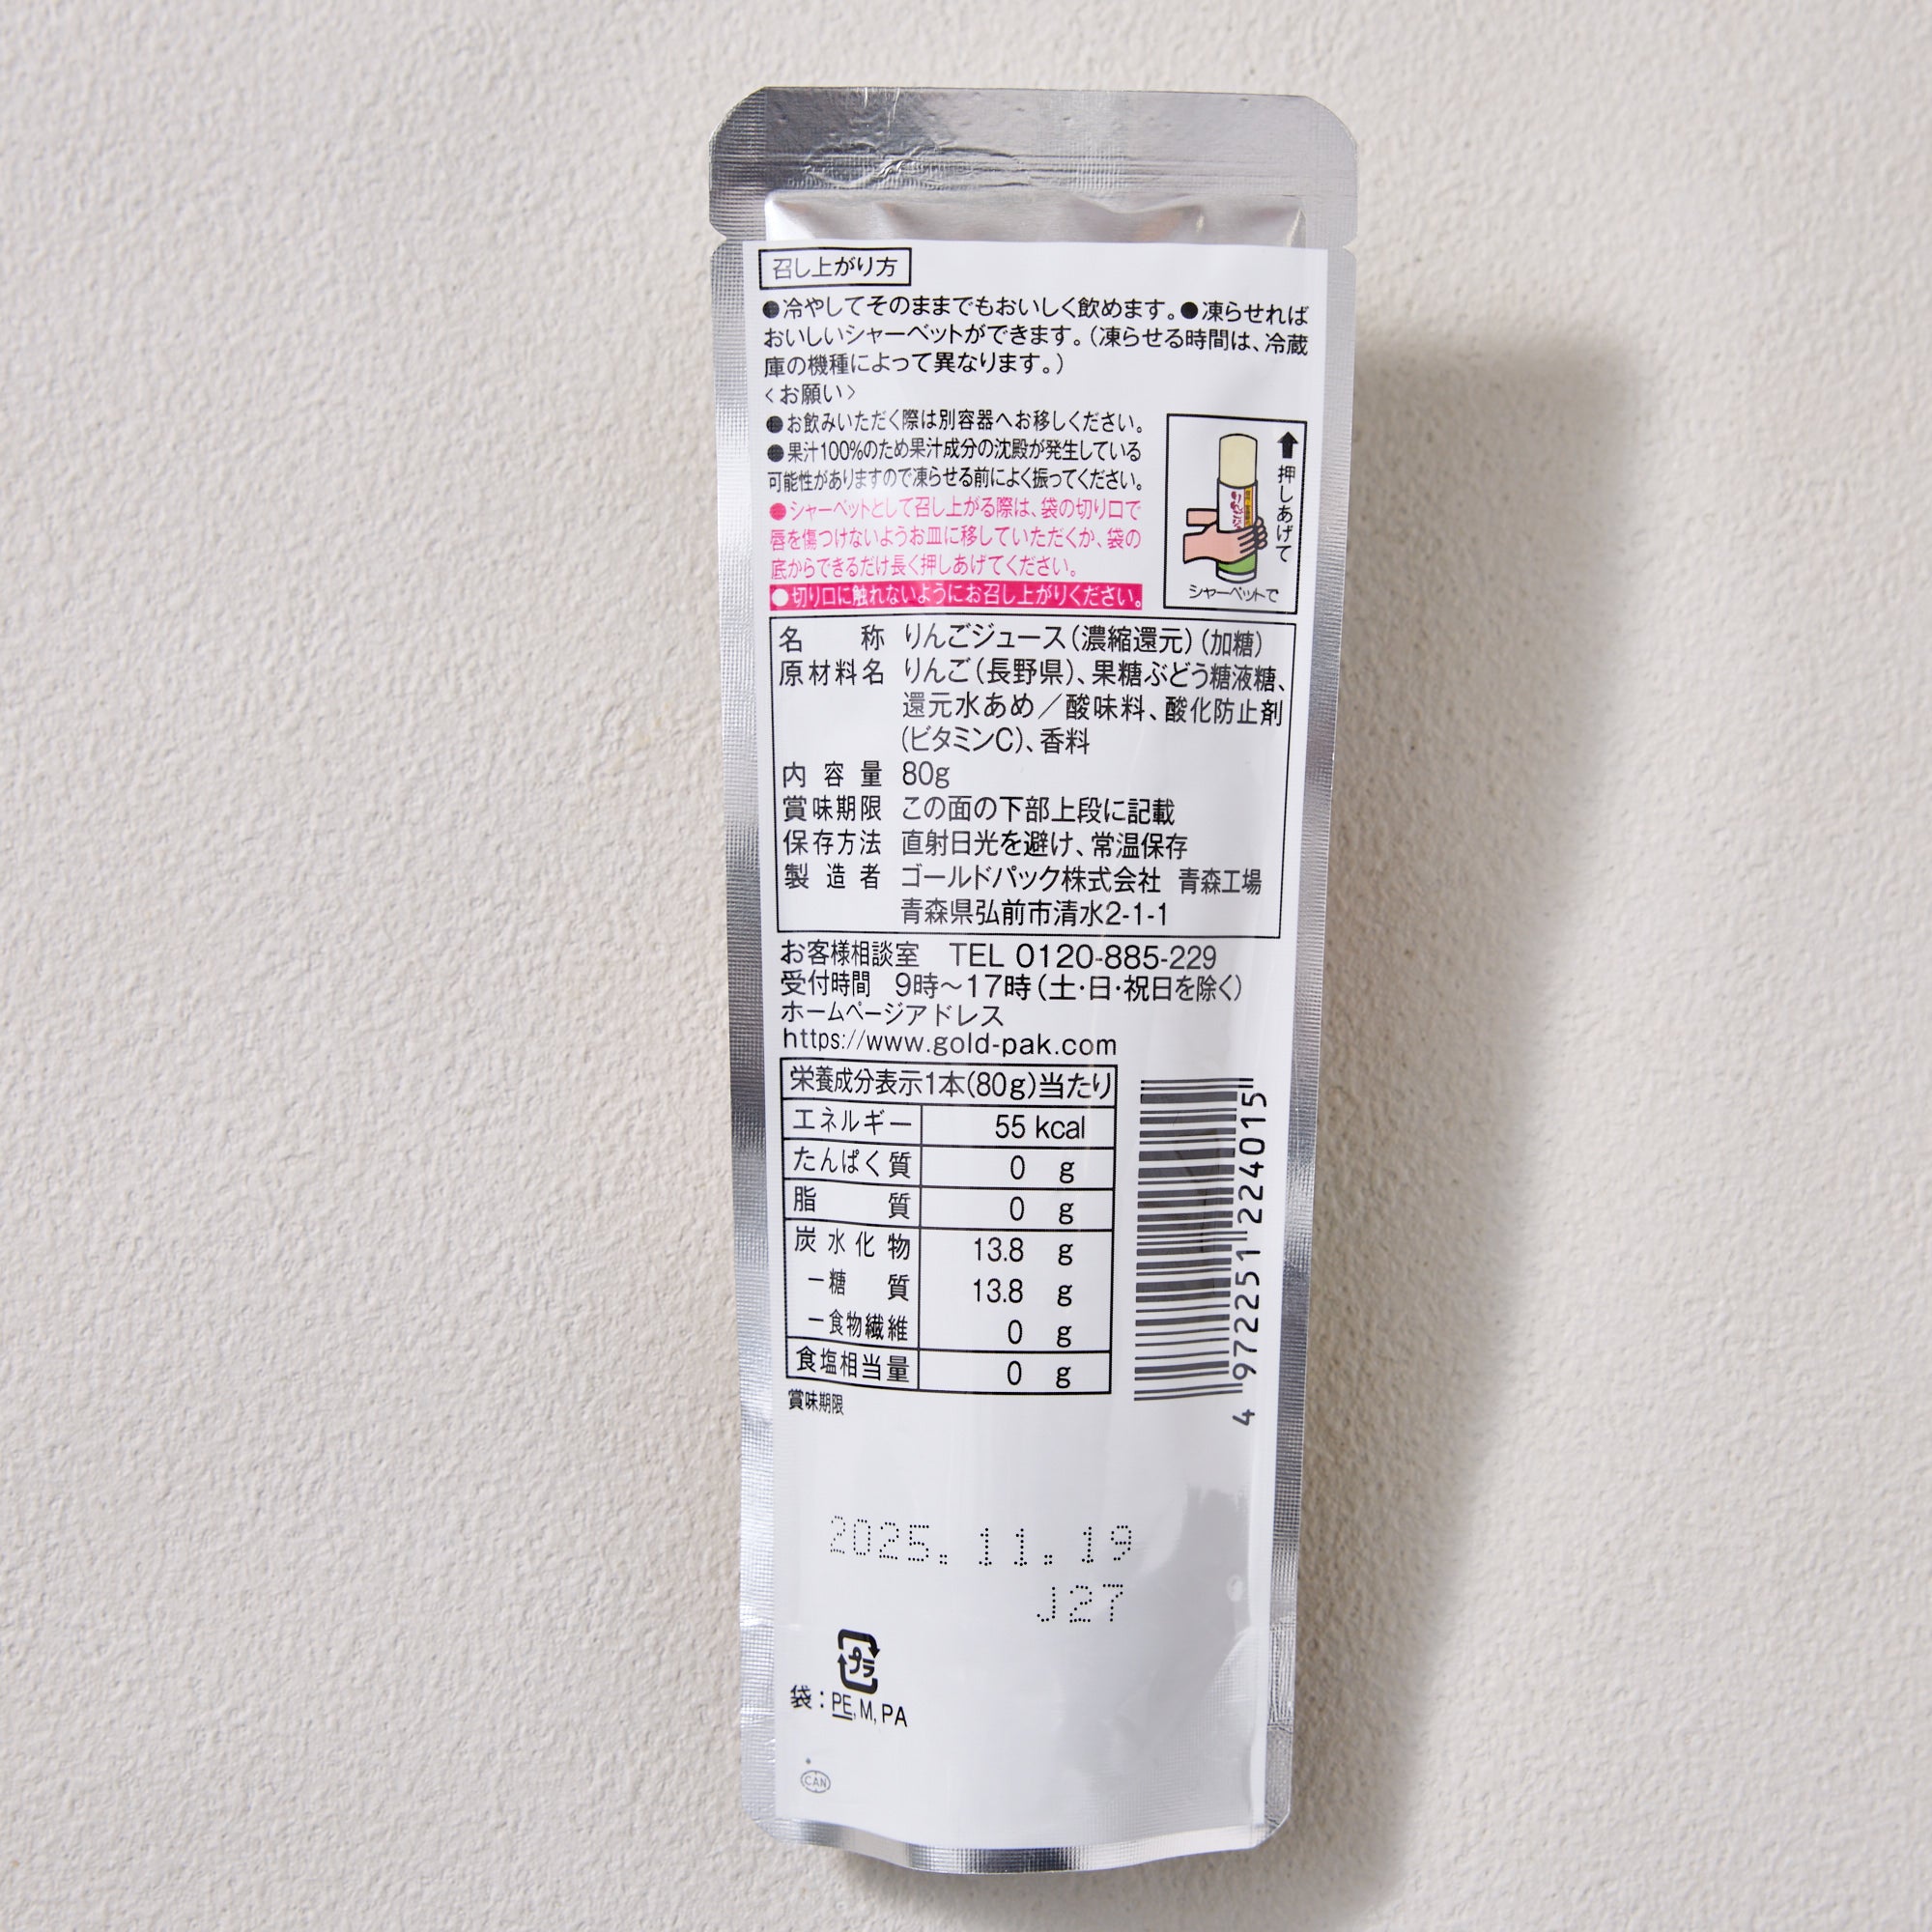 召し上がり方
●冷やしてそのままでもおいしく飲めます。●凍らせれば
おいしいシャーベットができます。(凍らせる時間は、冷蔵
庫の機種によって異なります。)
<お願い>
●お飲みいただく際は別容器へお移しください。
●果汁100%のため果汁成分の沈殿が発生している
可能性がありますので凍らせる前によく振ってください。
●シャーベットとして召し上がる際は、袋の切り口で
唇を傷つけないようお皿に移していただくか、袋の
底からできるだけ長く押しあげてください。
●切り口に触れないようにお召し上がりください。
押しあげて
シャーベットで
名称 りんごジュース(濃縮還元)(加糖)
原材料名 りんご(長野県)、果糖ぶどう糖液糖、
還元水あめ/酸味料、酸化防止剤
(ビタミンC)、香料
内容量 80g
賞味期限 この面の下部上段に記載
保存方法 直射日光を避け、常温保存
製造者 ゴールドパック株式会社 青森工場
青森県弘前市清水2-1-1
お客様相談室 TEL 0120-885-229
受付時間 9時～17時(土・日・祝日を除く)
ホームページアドレス
https://www.gold-pak.com
栄養成分表示1本(80g)当たり
エネルギー 55 kcal
たんぱく質 0 g
脂質 0 g
炭水化物 13.8 g
－糖質 13.8 g
－食物繊維 0 g
食塩相当量 0 g
4 972251 224015
賞味期限
2025.11.19
J27
プラ
袋：PE, M, PA
CAN